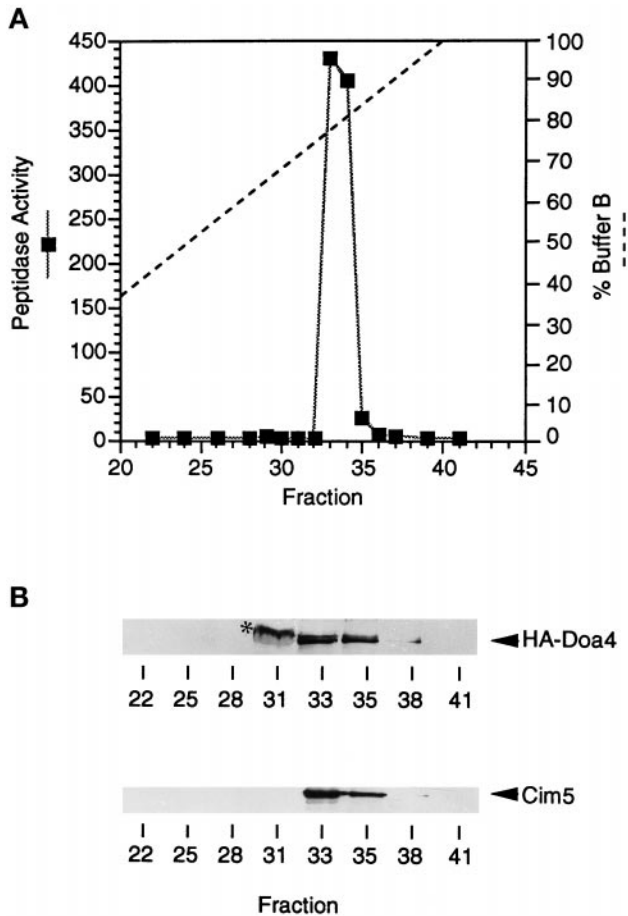 A
450
400
350
300
250
200
150
100
50
0
Peptidase Activity
100
90
80
70
60
50
40
30
20
10
0
% Buffer B
20 25 30 35 40 45
Fraction
B
*
HA-Doa4
22 25 28 31 33 35 38 41
Cim5
22 25 28 31 33 35 38 41
Fraction